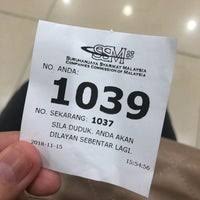 SSM
SURUHANJAYA SYARIKAT MALAYSIA
COMPANIES COMMISSION OF MALAYSIA
NO. ANDA:
1039
NO. SEKARANG: 1037
SILA DUDUK. ANDA AKAN
DILAYAN SEBENTAR LAGI.
2018-11-15 15:54:56